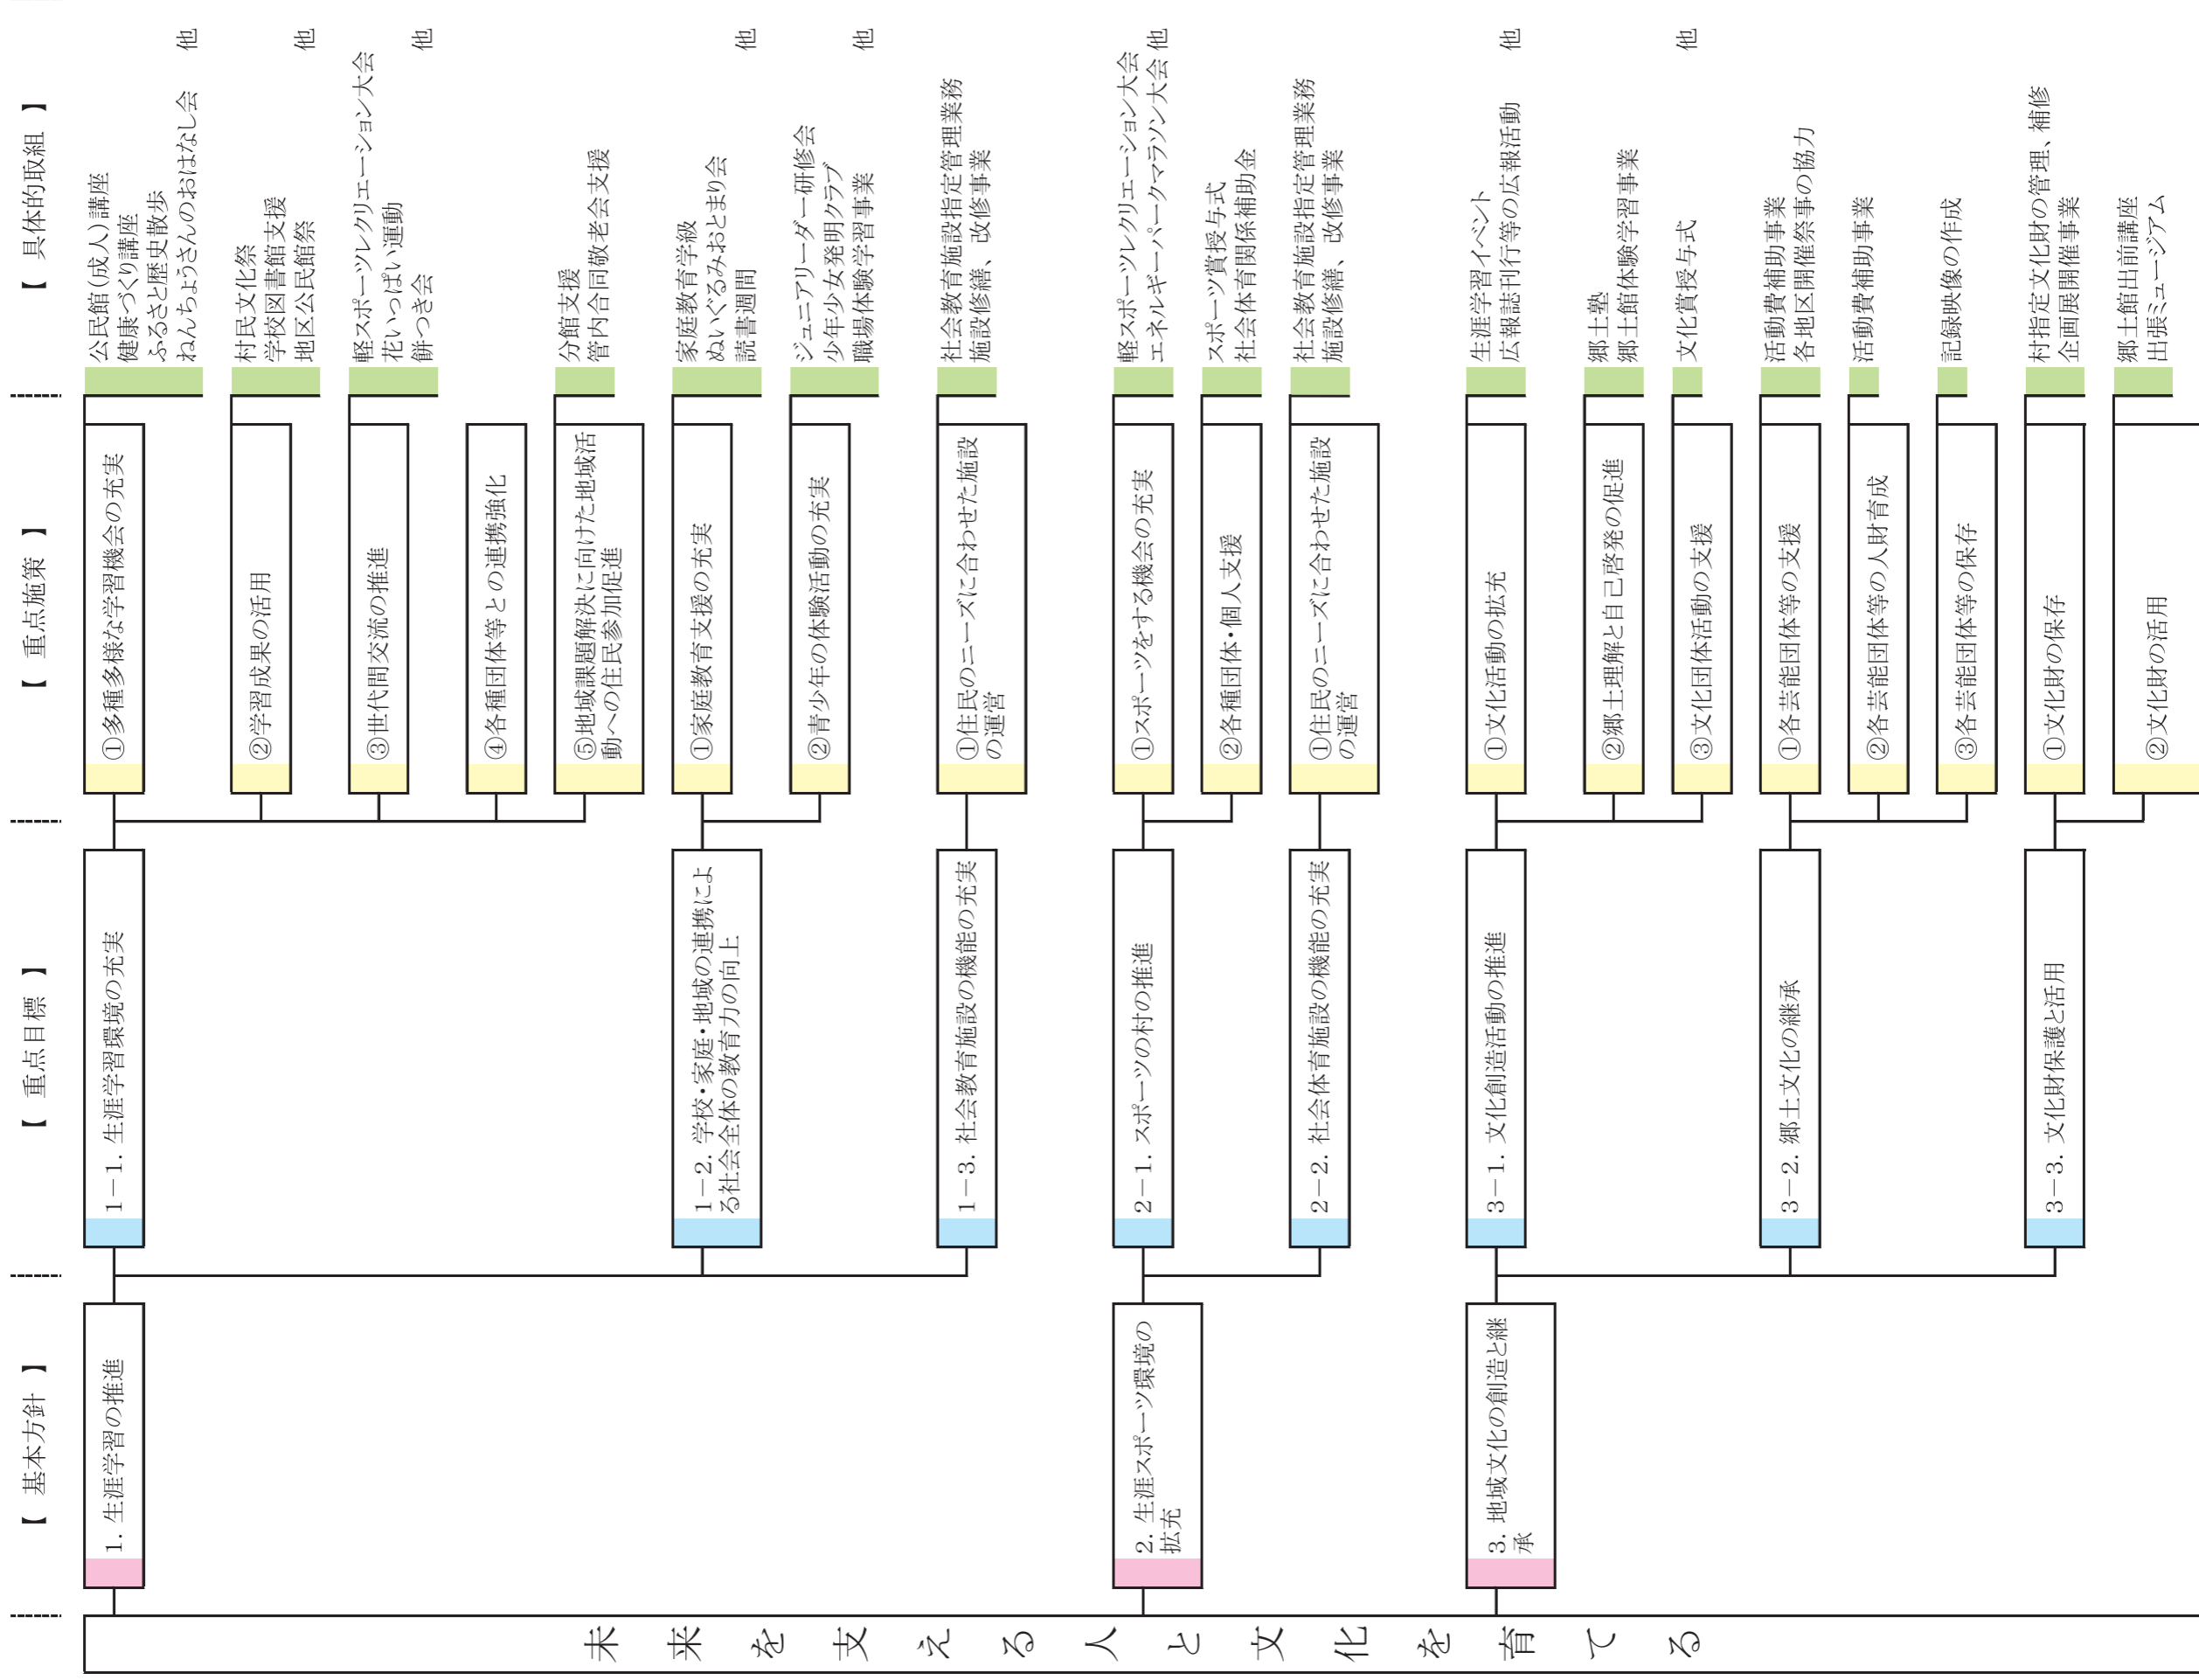 【 基本方針 】
【 重点目標 】
【 重点施策 】
【 具体的取組 】
未来を支える人と文化を育てる
1. 生涯学習の推進
1－1. 生涯学習環境の充実
①多種多様な学習機会の充実
公民館(成人)講座
健康づくり講座
ふるさと歴史散歩
ねんちょうさんのおはなし会 他
②学習成果の活用
村民文化祭
学校図書館支援
地区公民館祭 他
③世代間交流の推進
軽スポーツレクリエーション大会
花いっぱい運動
餅つき会 他
④各種団体等との連携強化
⑤地域課題解決に向けた地域活
動への住民参加促進
分館支援
管内合同敬老会支援
1－2. 学校・家庭・地域の連携によ
る社会全体の教育力の向上
①家庭教育支援の充実
家庭教育学級
ぬいぐるみおとまり会
読書週間 他
②青少年の体験活動の充実
ジュニアリーダー研修会
少年少女発明クラブ
職場体験学習事業 他
1－3. 社会教育施設の機能の充実
①住民のニーズに合わせた施設
の運営
社会教育施設指定管理業務
施設修繕、改修事業
2. 生涯スポーツ環境の
拡充
2－1. スポーツの村の推進
①スポーツをする機会の充実
軽スポーツレクリエーション大会
エネルギーパークマラソン大会 他
②各種団体・個人支援
スポーツ賞授与式
社会体育関係補助金
2－2. 社会体育施設の機能の充実
①住民のニーズに合わせた施設
の運営
社会教育施設指定管理業務
施設修繕、改修事業
3. 地域文化の創造と継
承
3－1. 文化創造活動の推進
①文化活動の拡充
生涯学習イベント
広報誌刊行等の広報活動 他
②郷土理解と自己啓発の促進
郷土塾
郷土館体験学習事業
③文化団体活動の支援
文化賞授与式 他
3－2. 郷土文化の継承
①各芸能団体等の支援
活動費補助事業
各地区開催祭事の協力
②各芸能団体等の人財育成
活動費補助事業
③各芸能団体等の保存
記録映像の作成
3－3. 文化財保護と活用
①文化財の保存
村指定文化財の管理、補修
企画展開催事業
②文化財の活用
郷土館出前講座
出張ミュージアム